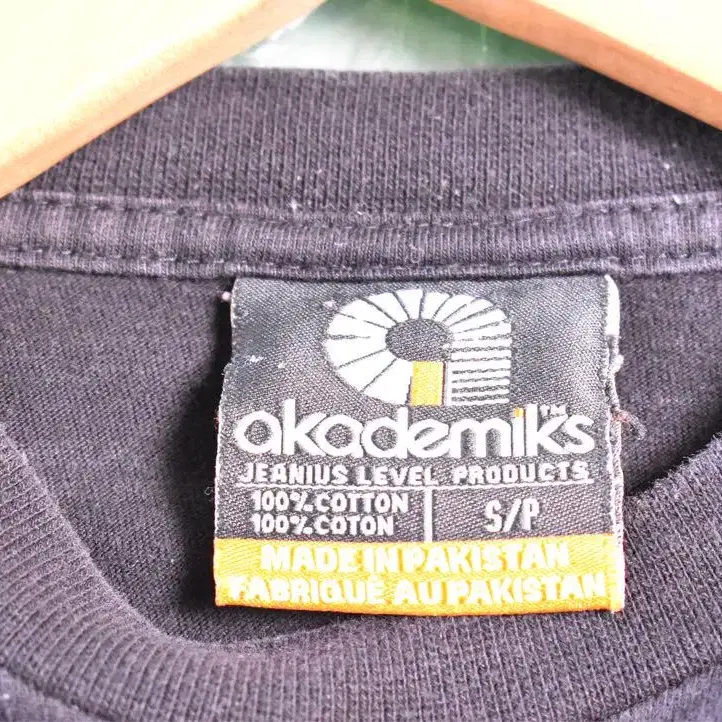 akademiks™
JEANIUS LEVEL PRODUCTS
100% COTTON
100% COTON
S/P
MADE IN PAKISTAN
FABRIQUÉ AU PAKISTAN